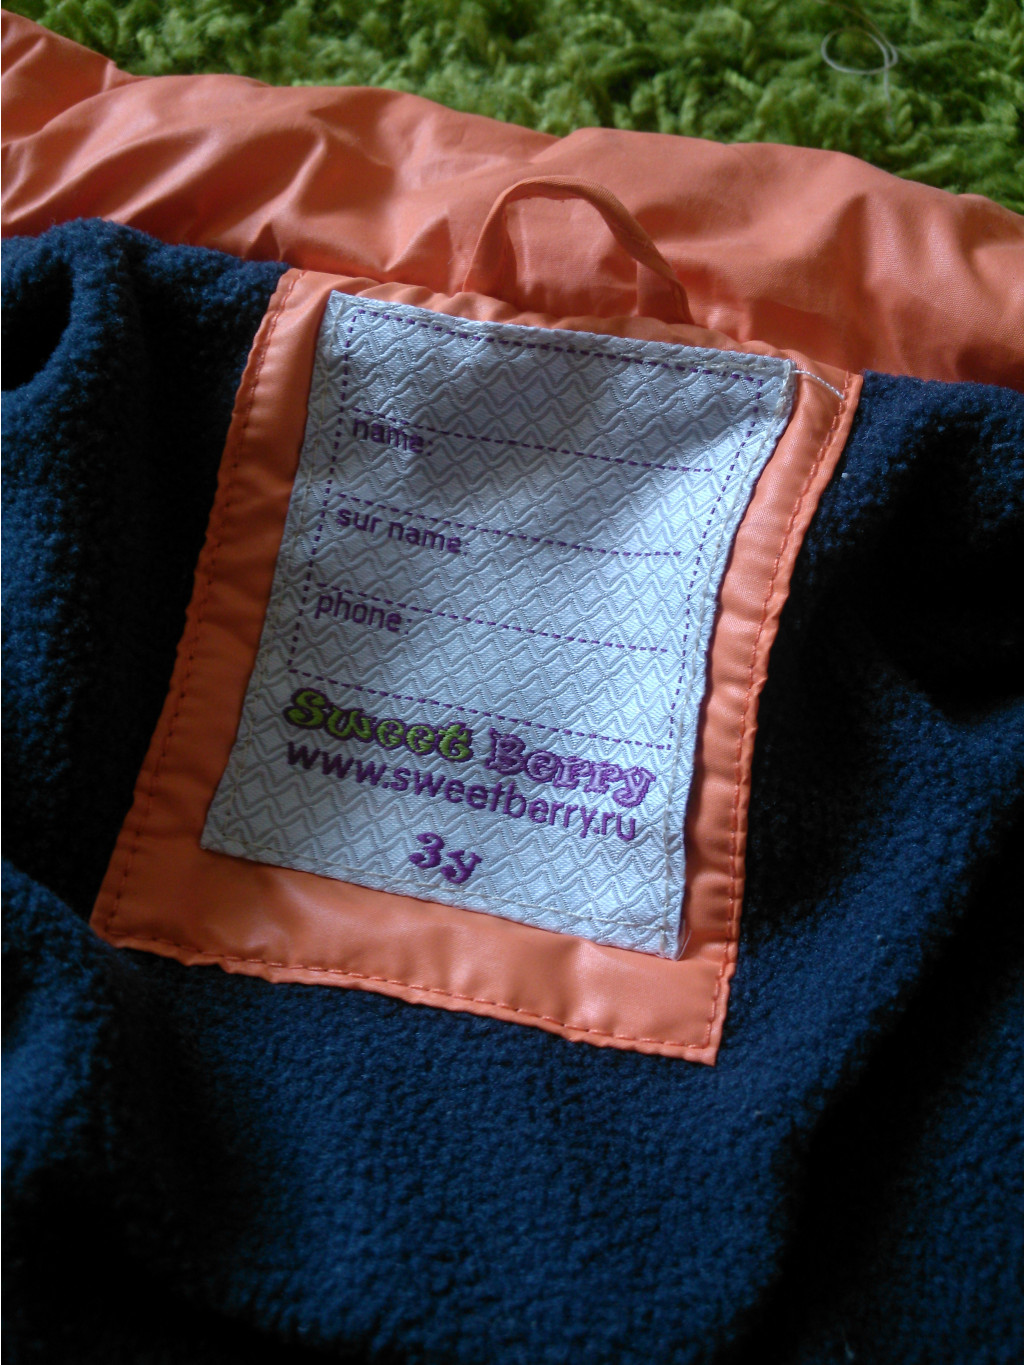 name:
sur name:
phone:
Sweet Berry
www.sweetberry.ru
3y